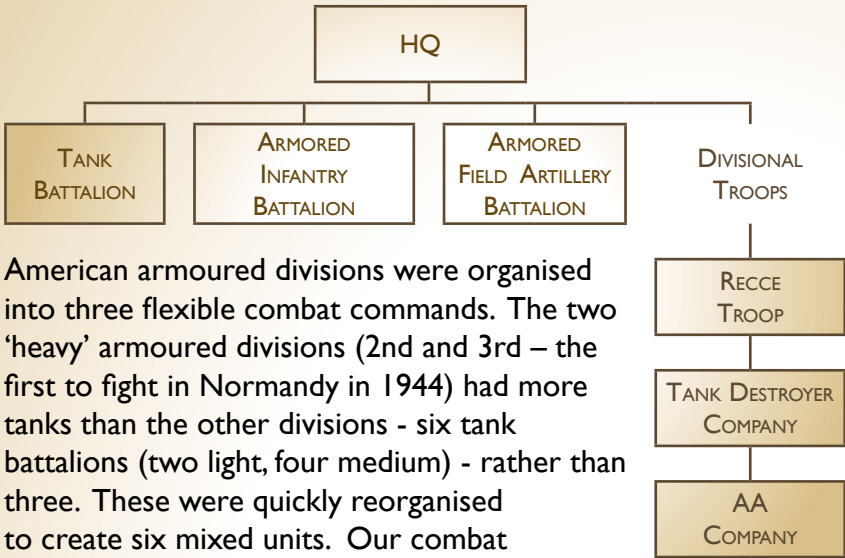 HQ
Tank
Battalion
Armored
Infantry
Battalion
Armored
Field Artillery
Battalion
Divisional
Troops
Recce
Troop
Tank Destroyer
Company
AA
Company
American armoured divisions were organised
into three flexible combat commands. The two
‘heavy’ armoured divisions (2nd and 3rd – the
first to fight in Normandy in 1944) had more
tanks than the other divisions - six tank
battalions (two light, four medium) - rather than
three. These were quickly reorganised
to create six mixed units. Our combat